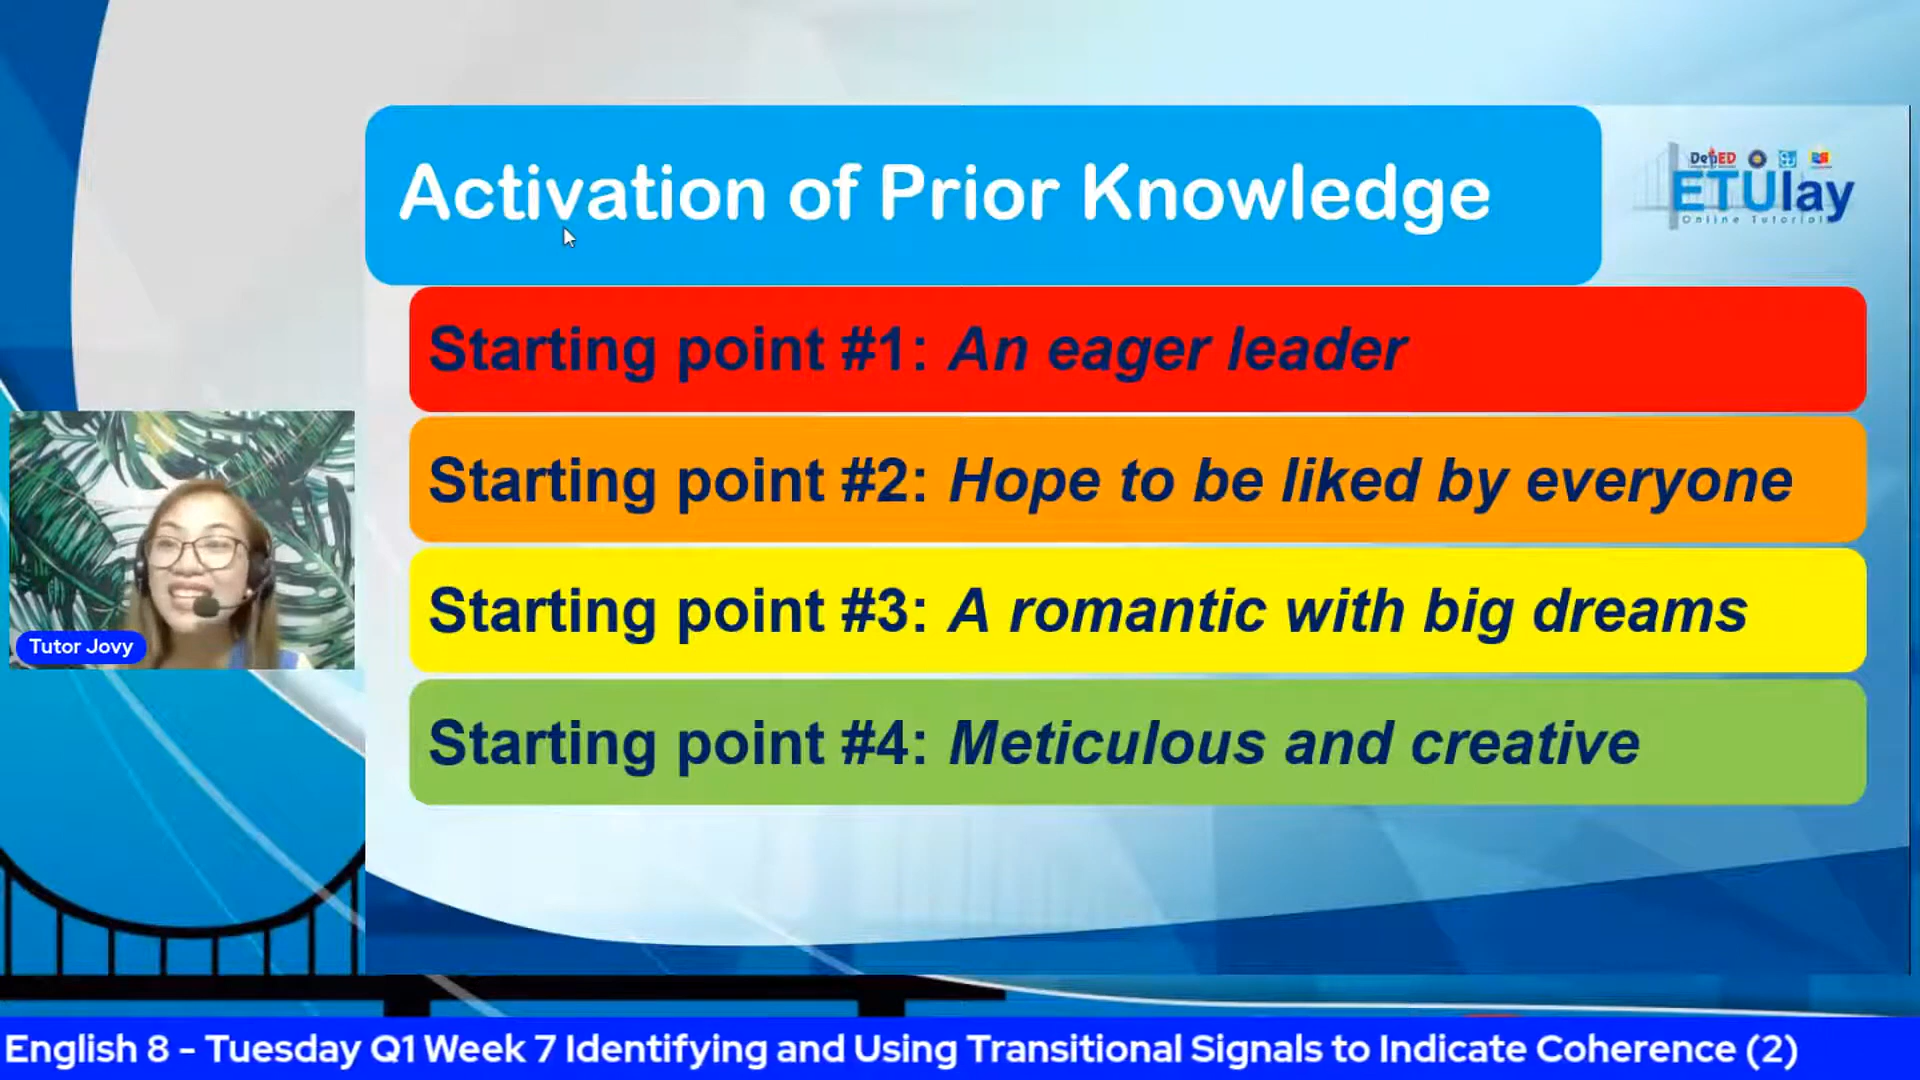 Activation of Prior Knowledge
DepED
ETUlay
Online Tutorial
Starting point #1: An eager leader
Starting point #2: Hope to be liked by everyone
Starting point #3: A romantic with big dreams
Starting point #4: Meticulous and creative
Tutor Jovy
English 8 - Tuesday Q1 Week 7 Identifying and Using Transitional Signals to Indicate Coherence (2)